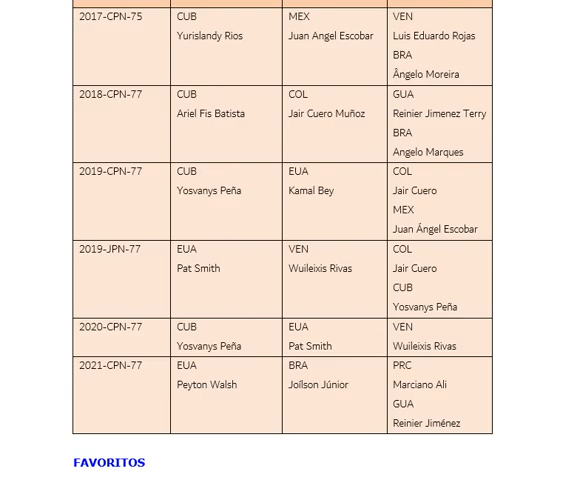 2017-CPN-75 CUB MEX VEN
Yurislandy Rios Juan Angel Escobar Luis Eduardo Rojas
BRA
Ângelo Moreira
2018-CPN-77 CUB COL GUA
Ariel Fis Batista Jair Cuero Muñoz Reinier Jimenez Terry
BRA
Angelo Marques
2019-CPN-77 CUB EUA COL
Yosvanys Peña Kamal Bey Jair Cuero
MEX
Juan Ángel Escobar
2019-JPN-77 EUA VEN COL
Pat Smith Wuileixis Rivas Jair Cuero
CUB
Yosvanys Peña
2020-CPN-77 CUB EUA VEN
Yosvanys Peña Pat Smith Wuileixis Rivas
2021-CPN-77 EUA BRA PRC
Peyton Walsh Joílson Júnior Marciano Ali
GUA
Reinier Jiménez
FAVORITOS